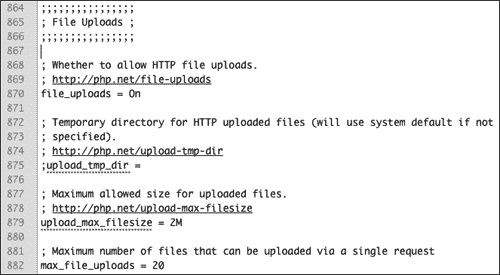 864 ;;;;;;;;;;;;;;;;
865 ; File Uploads ;
866 ;;;;;;;;;;;;;;;;
867
868 ; Whether to allow HTTP file uploads.
869 ; http://php.net/file-uploads
870 file_uploads = On
871
872 ; Temporary directory for HTTP uploaded files (will use system default if not
873 ; specified).
874 ; http://php.net/upload-tmp-dir
875 ;upload_tmp_dir =
876
877 ; Maximum allowed size for uploaded files.
878 ; http://php.net/upload-max-filesize
879 upload_max_filesize = 2M
880
881 ; Maximum number of files that can be uploaded via a single request
882 max_file_uploads = 20